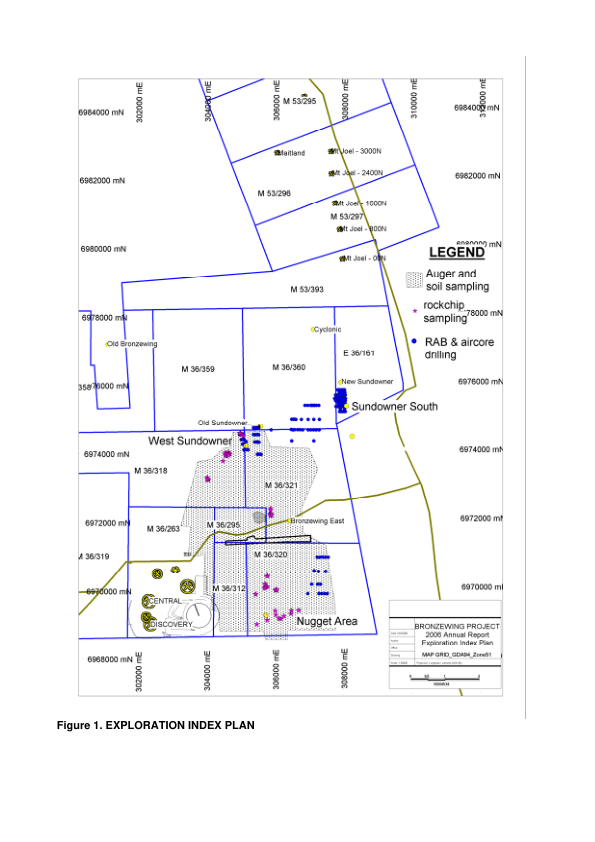 302000 mE
304000 mE
306000 mE
308000 mE
310000 mE
M 53/295
6984000 mN
6984000 mN
Maitland
Mt Joel - 3000N
Mt Joel - 2400N
6982000 mN
6982000 mN
M 53/296
Mt Joel - 1000N
M 53/297
Mt Joel - 800N
6980000 mN
6980000 mN
LEGEND
Mt Joel - 00N
Auger and
soil sampling
M 53/393
rockchip
sampling
6978000 mN
78000 mN
Cyclonic
RAB & aircore
drilling
Old Bronzewing
E 36/161
M 36/359
M 36/360
New Sundowner
76000 mN
6976000 mN
Sundowner South
Old Sundowner
West Sundowner
6974000 mN
6974000 mN
M 36/318
M 36/321
6972000 mN
M 36/263
M 36/295
Bronzewing East
6972000 mN
M 36/319
M 36/320
6970000 mN
M 36/312
6970000 mN
CENTRAL
DISCOVERY
Nugget Area
BRONZEWING PROJECT
2006 Annual Report
Exploration Index Plan
MAP GRID_GDA94_Zone51
6968000 mN
302000 mE
304000 mE
306000 mE
308000 mE
Figure 1. EXPLORATION INDEX PLAN